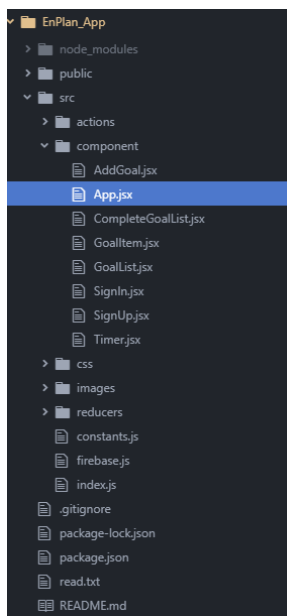 EnPlan_App
node_modules
public
src
actions
component
AddGoal.jsx
App.jsx
CompleteGoalList.jsx
GoalItem.jsx
GoalList.jsx
SignIn.jsx
SignUp.jsx
Timer.jsx
css
images
reducers
constants.js
firebase.js
index.js
.gitignore
package-lock.json
package.json
read.txt
README.md